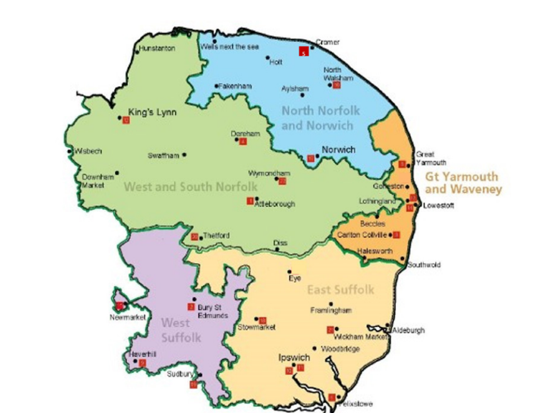 Hunstanton
Wells next the sea
Cromer
Holt
North
Walsham
Fakenham
Aylsham
King's Lynn
North Norfolk
and Norwich
Dereham
Norwich
Wisbech
Swaffham
Great
Yarmouth
Downham
Market
Wymondham
Gt Yarmouth
and Waveney
West and South Norfolk
Gorleston
Attleborough
Lothingland
Lowestoft
Beccles
Thetford
Carlton Collville
Diss
Halesworth
Southwold
Eye
East Suffolk
Bury St
Edmunds
Framlingham
Newmarket
West
Suffolk
Stowmarket
Aldeburgh
Wickham Market
Woodbridge
Haverhill
Ipswich
Sudbury
Felixstowe